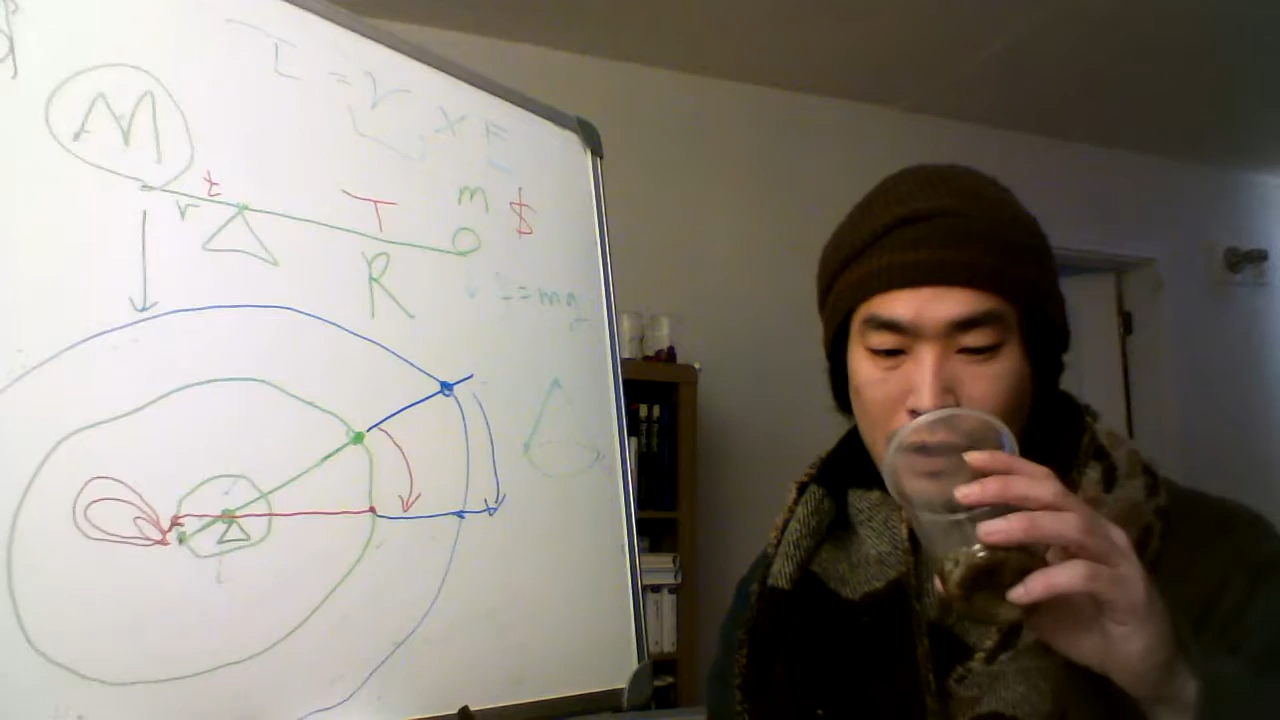 τ = r × F
M
t
r
T
m $
R
F = mg